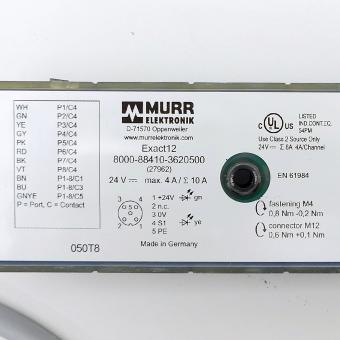 WH P1/C4
GN P2/C4
YE P3/C4
GY P4/C4
PK P5/C4
RD P6/C4
BK P7/C4
VT P8/C4
BN P1-8/C1
BU P1-8/C3
GNYE P1-8/C5
P = Port, C = Contact
050T8
MURR
ELEKTRONIK
D-71570 Oppenweiler
www.murrelektronik.com
Exact12
8000-88410-3620500
(27962)
24 V⎓ max. 4 A / Σ 10 A
1 +24V
2 n.c.
3 0V
4 S1
5 PE
gn
ye
Made in Germany
c UL US LISTED
IND.CONT.EQ.
54PM
Use Class 2 Source Only
24V⎓ Σ 8A 4A/Channel
EN 61984
fastening M4
0,8 Nm -0,2 Nm
connector M12
0,6 Nm +0,1 Nm